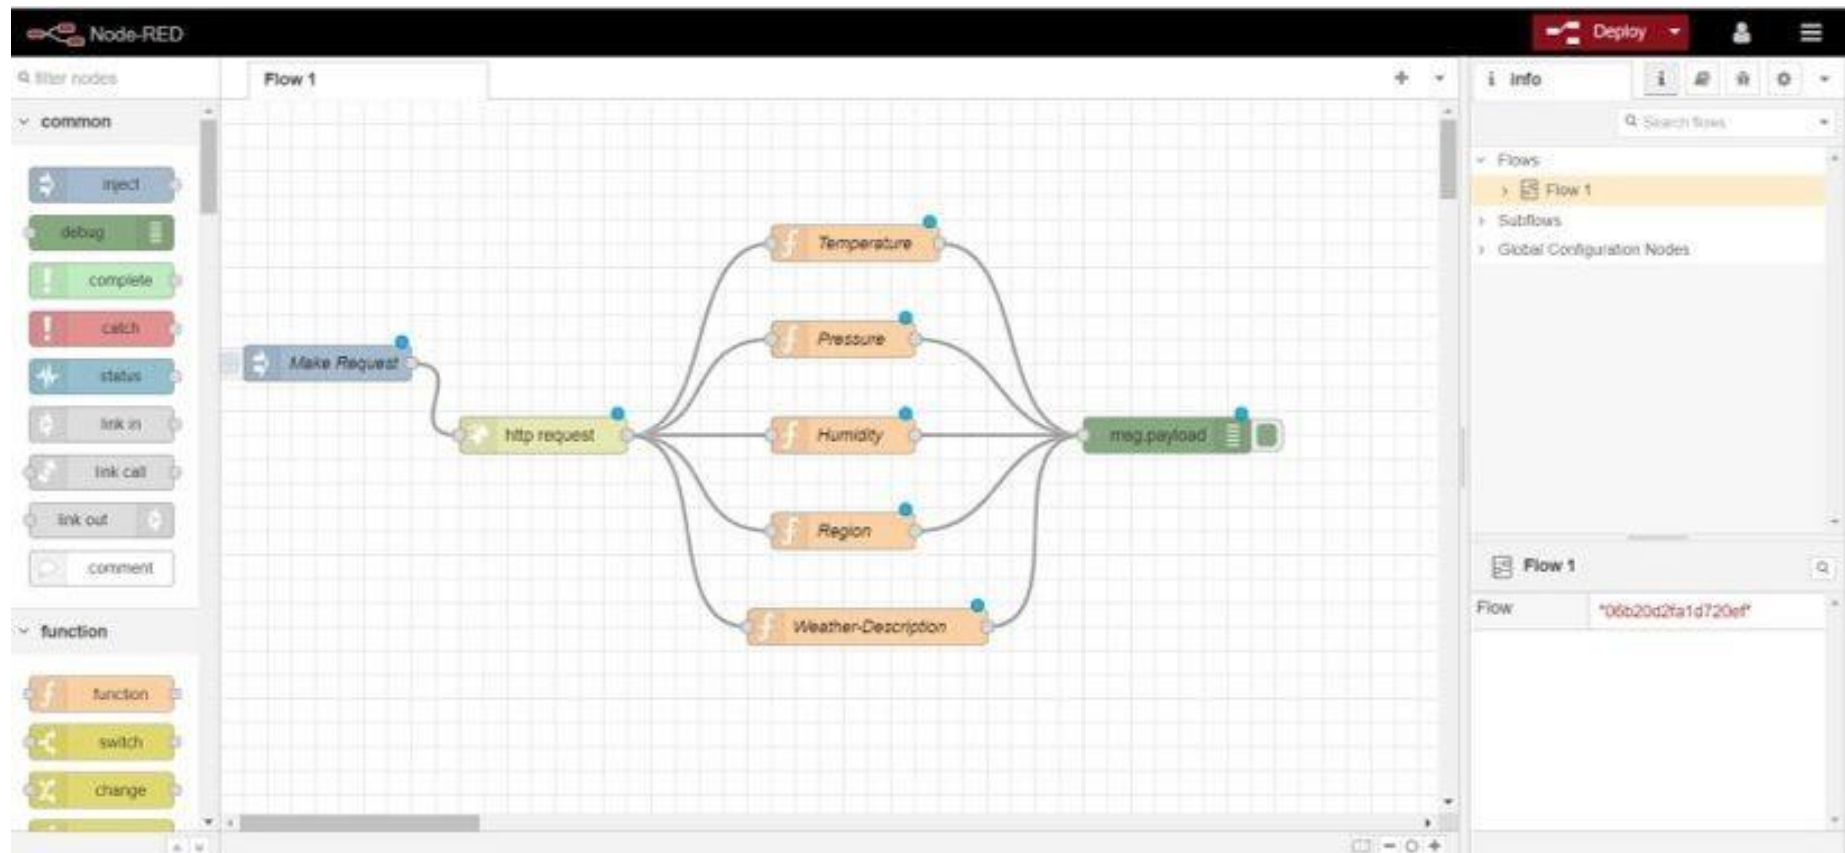 Node-RED
Deploy
filter nodes
Flow 1
info
Search flows
common
inject
debug
complete
catch
status
link in
link call
link out
comment
function
function
switch
change
Make Request
http request
Temperature
Pressure
Humidity
Region
Weather-Description
msg.payload
Flows
Flow 1
Subflows
Global Configuration Nodes
Flow 1
Flow
"06b20d2fa1d720ef"